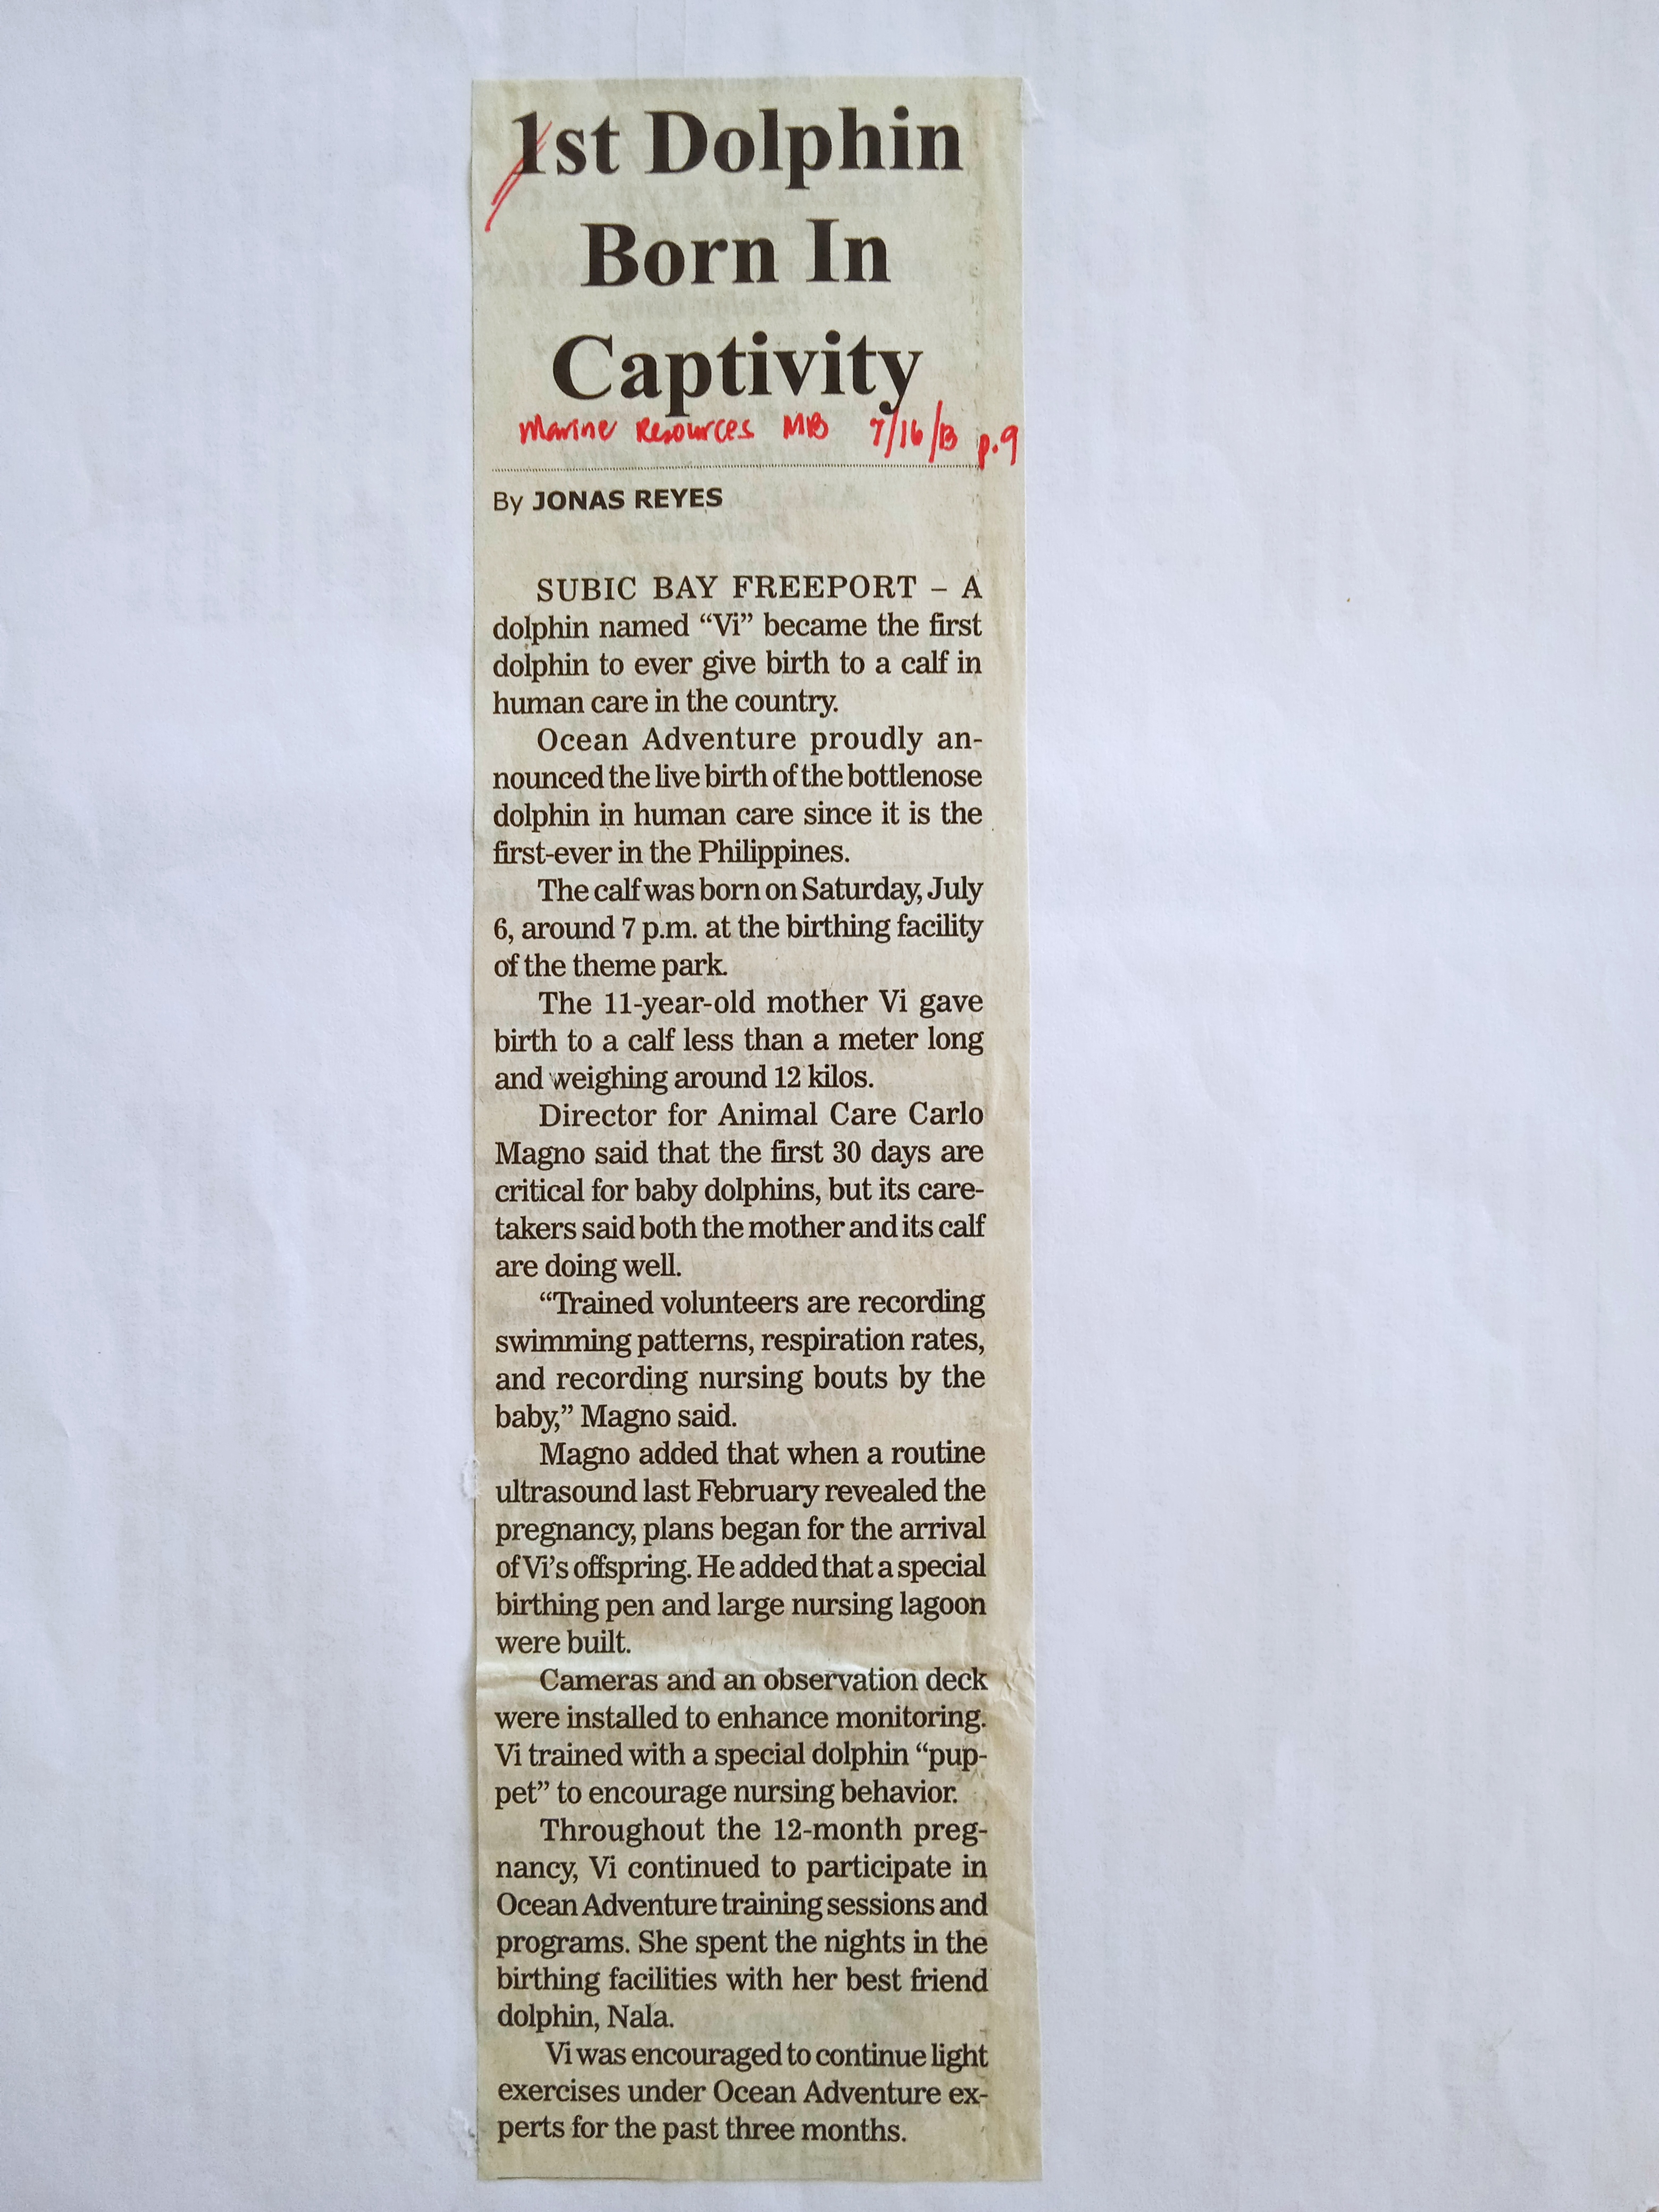 1st Dolphin
Born In
Captivity
Marine Resources MB 7/16/13 p.9
By JONAS REYES
SUBIC BAY FREEPORT – A
dolphin named “Vi” became the first
dolphin to ever give birth to a calf in
human care in the country.
Ocean Adventure proudly an-
nounced the live birth of the bottlenose
dolphin in human care since it is the
first-ever in the Philippines.
The calf was born on Saturday, July
6, around 7 p.m. at the birthing facility
of the theme park.
The 11-year-old mother Vi gave
birth to a calf less than a meter long
and weighing around 12 kilos.
Director for Animal Care Carlo
Magno said that the first 30 days are
critical for baby dolphins, but its care-
takers said both the mother and its calf
are doing well.
“Trained volunteers are recording
swimming patterns, respiration rates,
and recording nursing bouts by the
baby,” Magno said.
Magno added that when a routine
ultrasound last February revealed the
pregnancy, plans began for the arrival
of Vi’s offspring. He added that a special
birthing pen and large nursing lagoon
were built.
Cameras and an observation deck
were installed to enhance monitoring.
Vi trained with a special dolphin “pup-
pet” to encourage nursing behavior.
Throughout the 12-month preg-
nancy, Vi continued to participate in
Ocean Adventure training sessions and
programs. She spent the nights in the
birthing facilities with her best friend
dolphin, Nala.
Vi was encouraged to continue light
exercises under Ocean Adventure ex-
perts for the past three months.